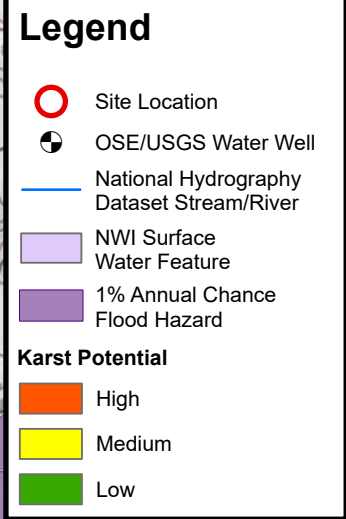 Legend
Site Location
OSE/USGS Water Well
National Hydrography
Dataset Stream/River
NWI Surface
Water Feature
1% Annual Chance
Flood Hazard
Karst Potential
High
Medium
Low